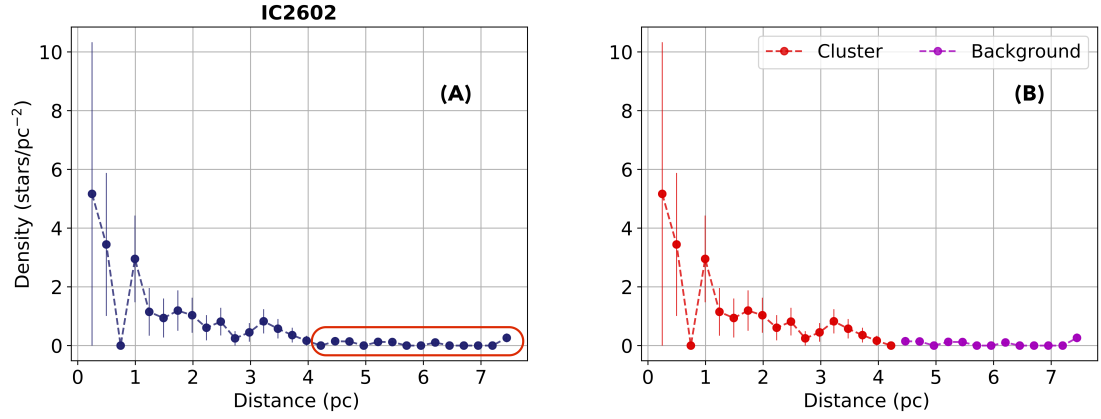 IC2602
(A)
Density (stars/pc⁻²)
10
8
6
4
2
0
0 1 2 3 4 5 6 7
Distance (pc)
Cluster Background
(B)
10
8
6
4
2
0
0 1 2 3 4 5 6 7
Distance (pc)